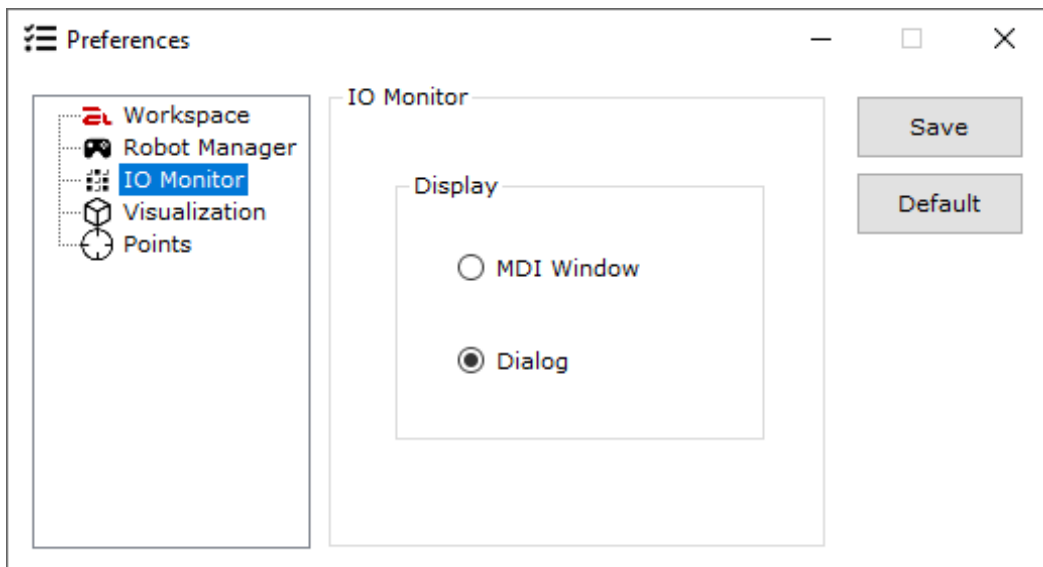 Preferences
Workspace
Robot Manager
IO Monitor
Visualization
Points
IO Monitor
Display
MDI Window
Dialog
Save
Default